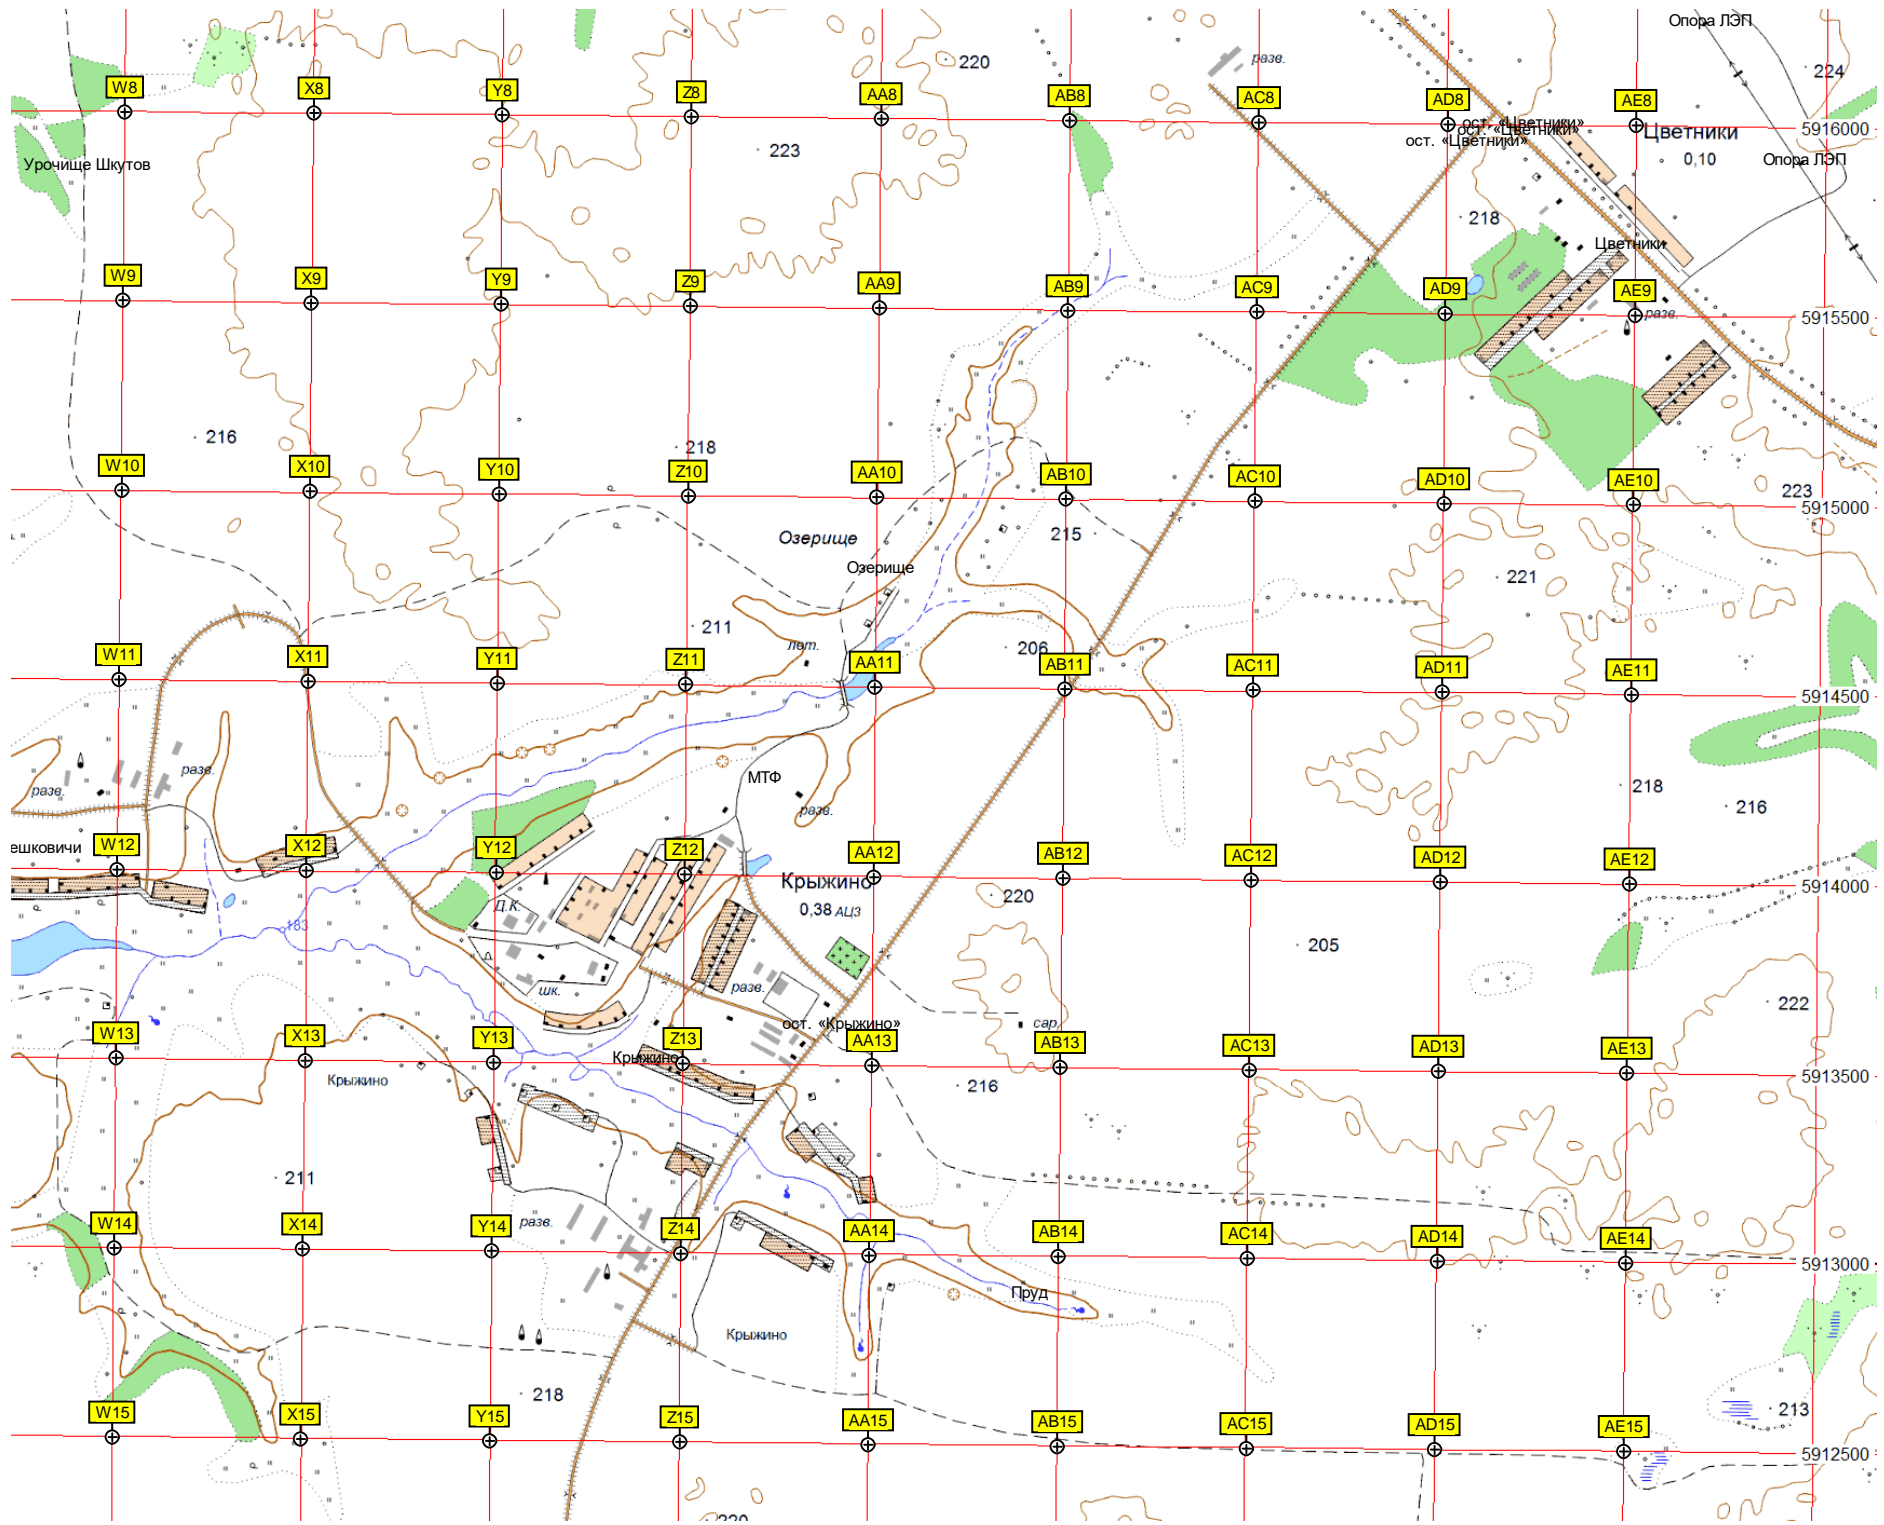 Опора ЛЭП
220
разв.
224
W8
X8
Y8
Z8
AA8
AB8
AC8
AD8
AE8
ост. «Цветники»
ост. «Цветники»
ост. «Цветники»
Цветники
0,10
5916000
Опора ЛЭП
Урочище Шкутов
223
218
Цветники
W9
X9
Y9
Z9
AA9
AB9
AC9
AD9
AE9
разв.
5915500
216
218
W10
X10
Y10
Z10
AA10
AB10
AC10
AD10
AE10
223
5915000
Озерище
215
Озерище
221
211
лет.
206
W11
X11
Y11
Z11
AA11
AB11
AC11
AD11
AE11
5914500
разв.
разв.
МТФ
разв.
218
216
ешковичи
W12
X12
Y12
Z12
AA12
AB12
AC12
AD12
AE12
5914000
Крыжино
0,38 АЦЗ
220
Д.К.
183
205
шк.
разв.
222
ост. «Крыжино»
сар.
W13
X13
Y13
Z13
AA13
AB13
AC13
AD13
AE13
Крыжино
5913500
Крыжино
216
211
разв.
W14
X14
Y14
Z14
AA14
AB14
AC14
AD14
AE14
5913000
Пруд
Крыжино
218
213
W15
X15
Y15
Z15
AA15
AB15
AC15
AD15
AE15
5912500
220